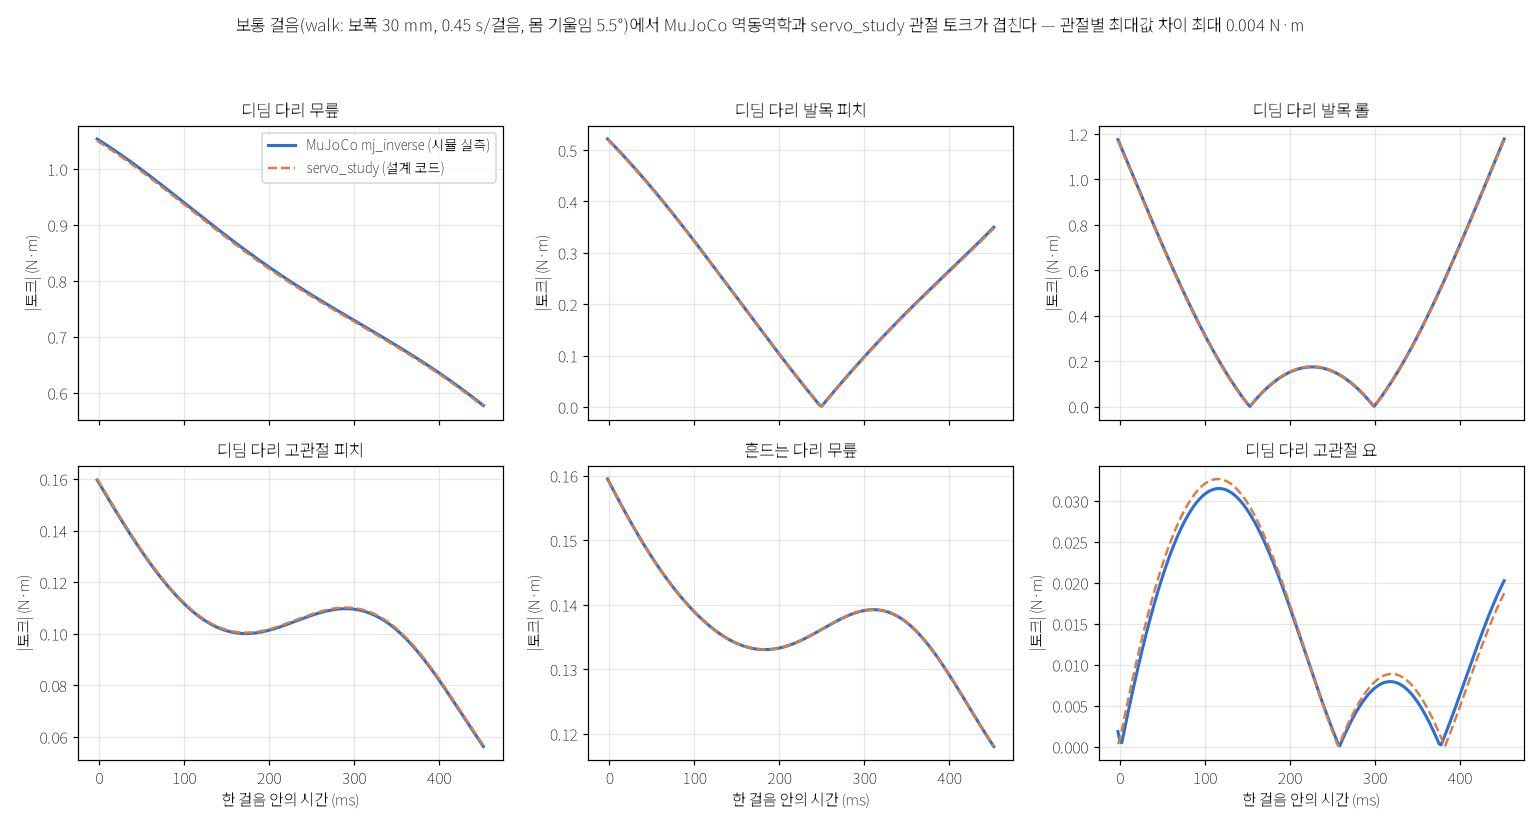 보통 걸음(walk: 보폭 30 mm, 0.45 s/걸음, 몸 기울임 5.5°)에서 MuJoCo 역동역학과 servo_study 관절 토크가 겹친다 — 관절별 최대값 차이 최대 0.004 N·m
디딤 다리 무릎
MuJoCo mj_inverse (시뮬 실측)
servo_study (설계 코드)
|토크| (N·m)
1.0
0.9
0.8
0.7
0.6
디딤 다리 발목 피치
|토크| (N·m)
0.5
0.4
0.3
0.2
0.1
0.0
디딤 다리 발목 롤
|토크| (N·m)
1.2
1.0
0.8
0.6
0.4
0.2
0.0
디딤 다리 고관절 피치
|토크| (N·m)
0.16
0.14
0.12
0.10
0.08
0.06
0 100 200 300 400
한 걸음 안의 시간 (ms)
흔드는 다리 무릎
|토크| (N·m)
0.16
0.15
0.14
0.13
0.12
0 100 200 300 400
한 걸음 안의 시간 (ms)
디딤 다리 고관절 요
|토크| (N·m)
0.030
0.025
0.020
0.015
0.010
0.005
0.000
0 100 200 300 400
한 걸음 안의 시간 (ms)